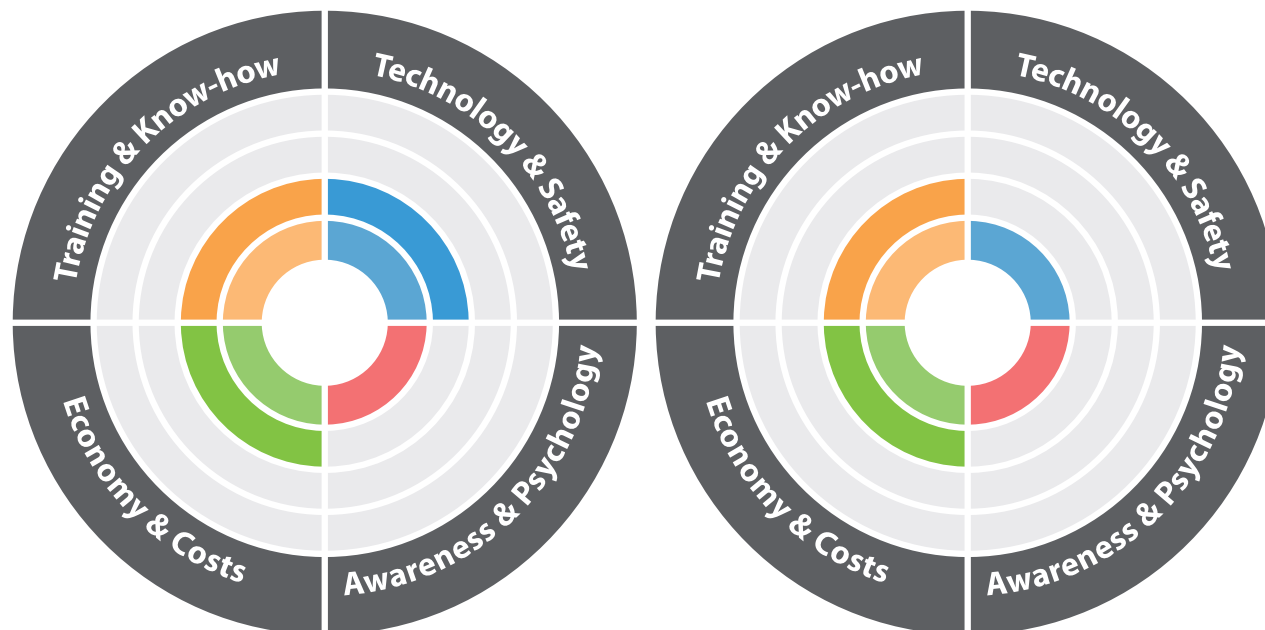 Training & Know-how
Technology & Safety
Economy & Costs
Awareness & Psychology
Training & Know-how
Technology & Safety
Economy & Costs
Awareness & Psychology